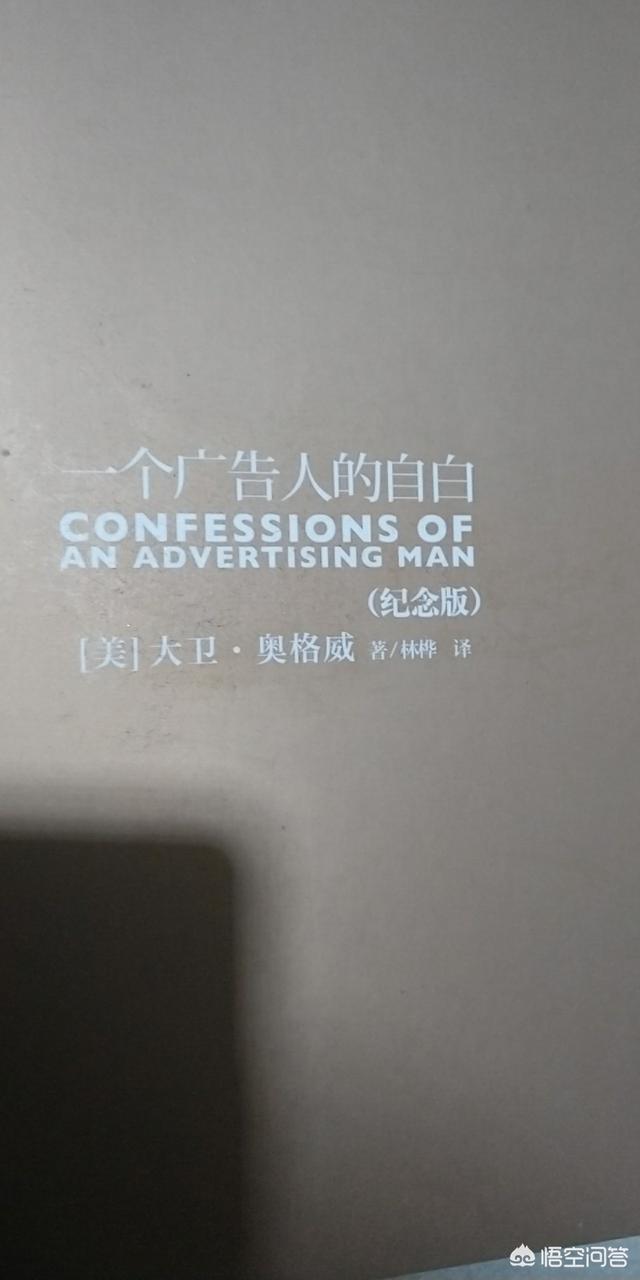 一个广告人的自白
CONFESSIONS OF
AN ADVERTISING MAN
(纪念版)
[美]大卫·奥格威 著/林桦 译
悟空问答